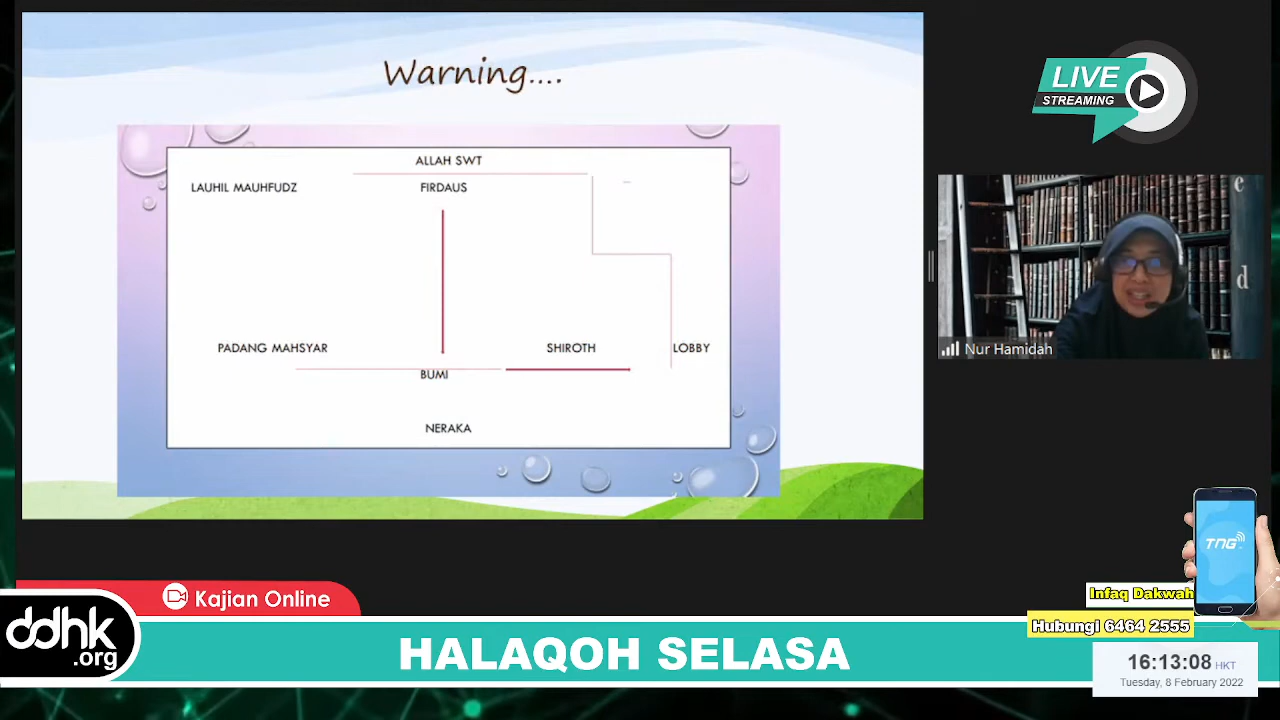 Warning....
ALLAH SWT
LAUHIL MAUHFUDZ
FIRDAUS
PADANG MAHSYAR
SHIROTH
LOBBY
BUMI
NERAKA
LIVE
STREAMING
e
d
Nur Hamidah
TNG
Kajian Online
Infaq Dakwah
Hubungi 6464 2555
ddhk
.org
HALAQOH SELASA
16:13:08 HKT
Tuesday, 8 February 2022